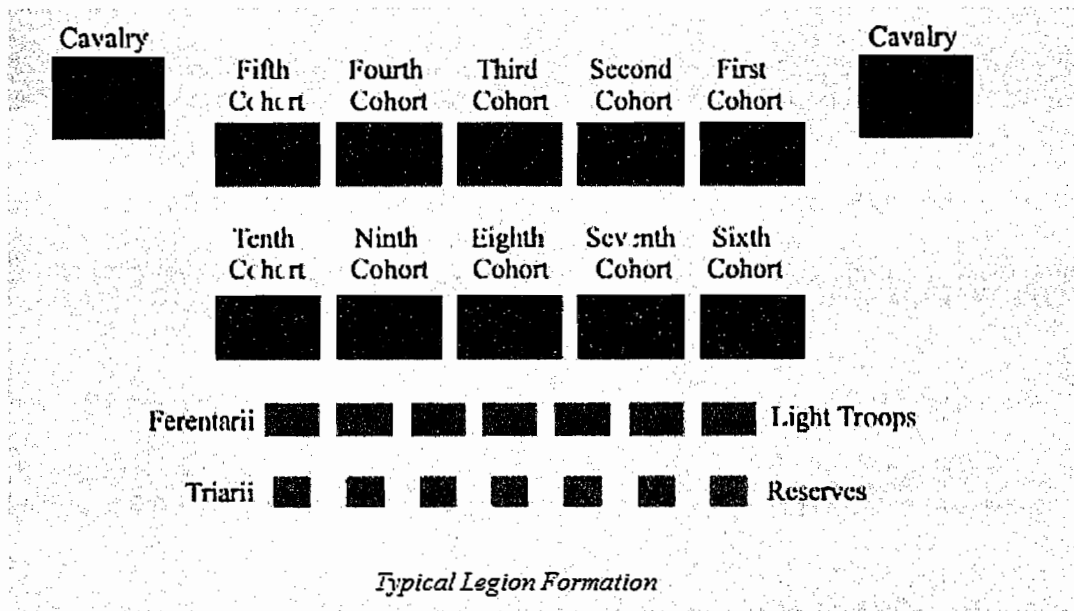 Cavalry
Cavalry
Fifth Fourth Third Second First
Cohort Cohort Cohort Cohort Cohort
Tenth Ninth Eighth Seventh Sixth
Cohort Cohort Cohort Cohort Cohort
Ferentarii Light Troops
Triarii Reserves
Typical Legion Formation